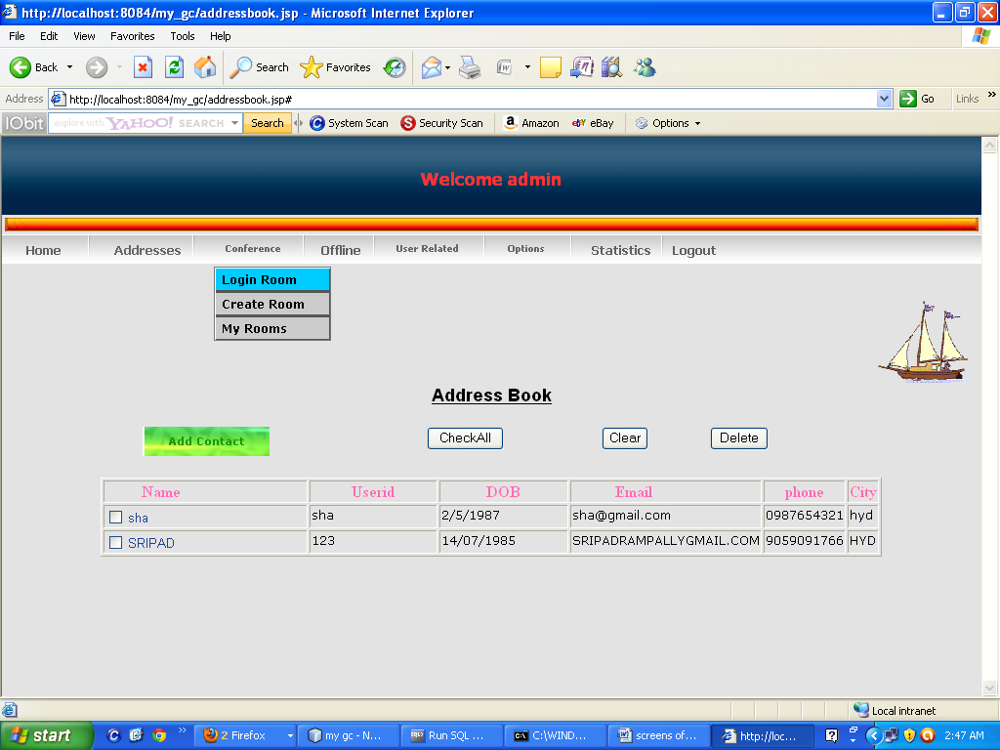 http://localhost:8084/my_gc/addressbook.jsp - Microsoft Internet Explorer
File Edit View Favorites Tools Help
Back Search Favorites
Address http://localhost:8084/my_gc/addressbook.jsp# Go Links »
IObit explore with YAHOO! SEARCH Search System Scan Security Scan Amazon eBay Options
Welcome admin
Home Addresses Conference Offline User Related Options Statistics Logout
Login Room
Create Room
My Rooms
Address Book
Add Contact CheckAll Clear Delete
Name Userid DOB Email phone City
sha sha 2/5/1987 sha@gmail.com 0987654321 hyd
SRIPAD 123 14/07/1985 SRIPADRAMPALLYGMAIL.COM 9059091766 HYD
Local intranet
start 2 Firefox my gc - N... Run SQL ... C:\WIND... screens of... http://loc... 2:47 AM